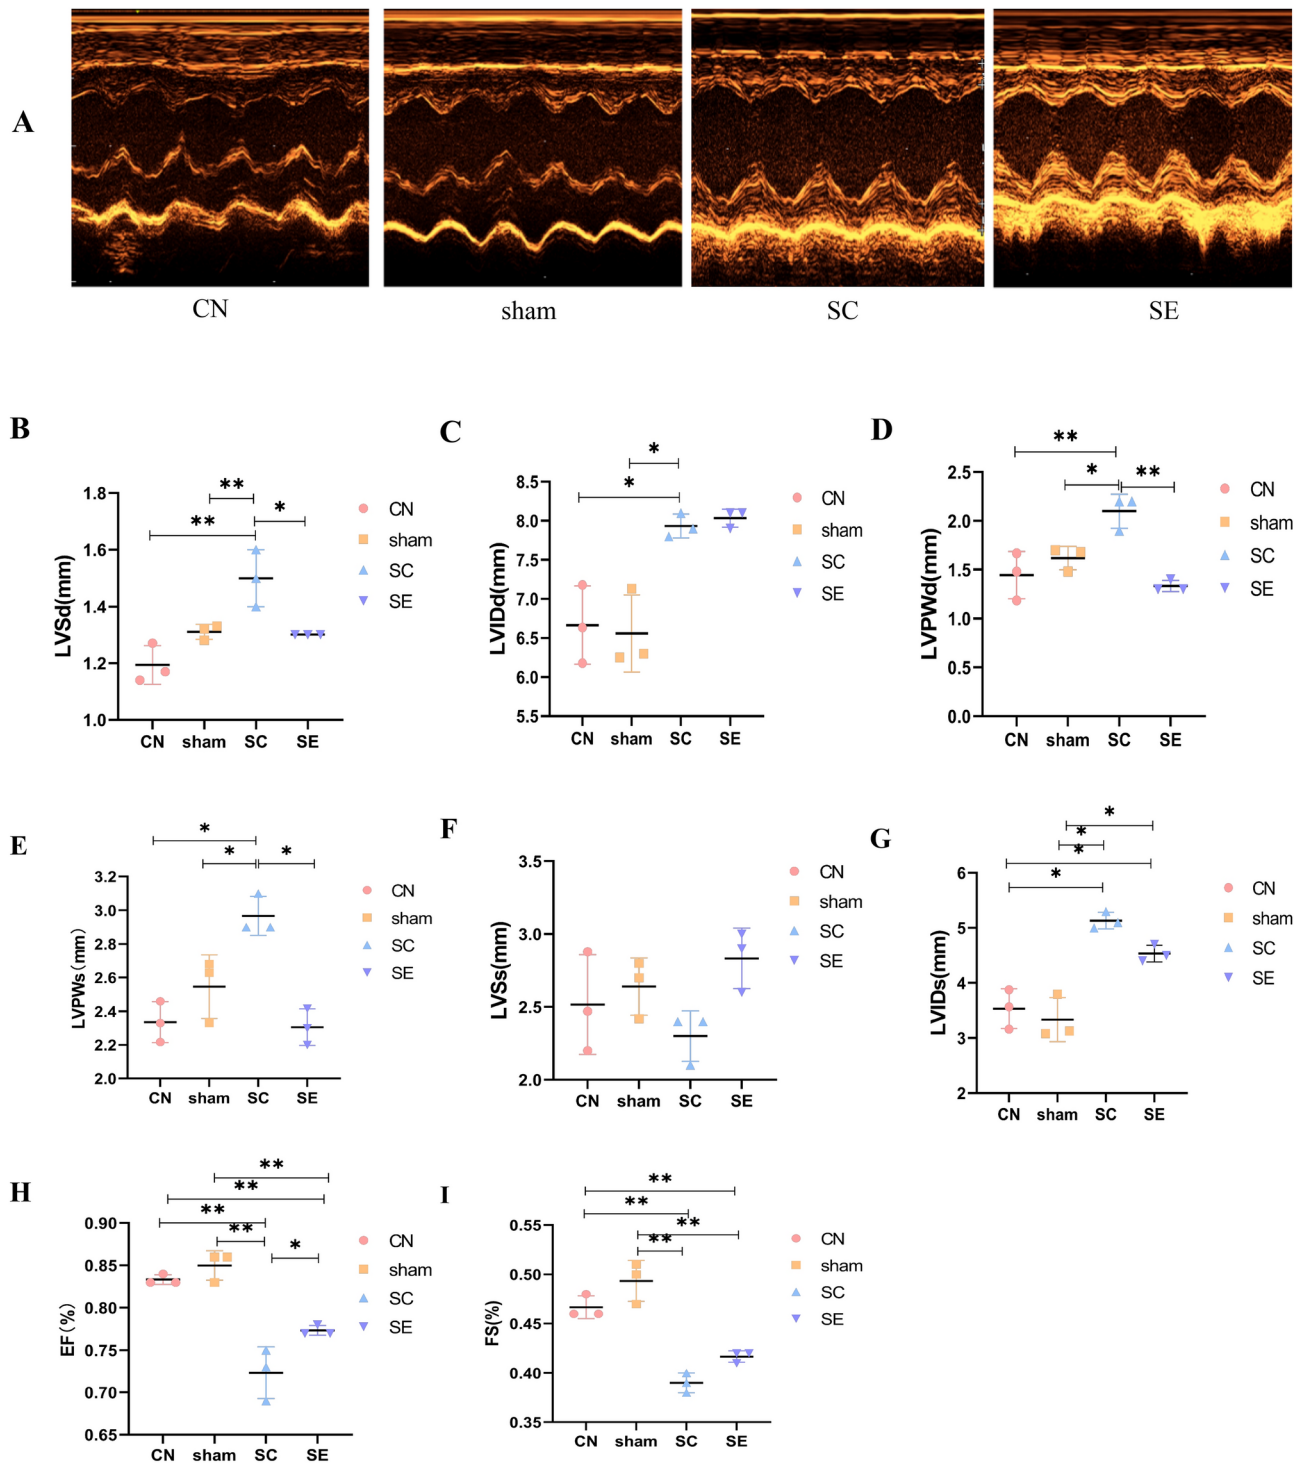 A
CN
sham
SC
SE
B
**
**
*
LVSd(mm)
1.8
1.6
1.4
1.2
1.0
CN
sham
SC
SE
CN
sham
SC
SE
C
*
*
LVIDd(mm)
8.5
8.0
7.5
7.0
6.5
6.0
5.5
CN
sham
SC
SE
CN
sham
SC
SE
D
**
*
**
LVPWd(mm)
2.5
2.0
1.5
1.0
0.5
0.0
CN
sham
SC
SE
CN
sham
SC
SE
E
*
*
*
LVPWs(mm)
3.2
3.0
2.8
2.6
2.4
2.2
2.0
CN
sham
SC
SE
CN
sham
SC
SE
F
LVSs(mm)
3.5
3.0
2.5
2.0
CN
sham
SC
SE
CN
sham
SC
SE
G
*
*
*
*
LVIDs(mm)
6
5
4
3
2
CN
sham
SC
SE
CN
sham
SC
SE
H
**
**
**
**
*
EF(%)
0.90
0.85
0.80
0.75
0.70
0.65
CN
sham
SC
SE
CN
sham
SC
SE
I
**
**
**
**
FS(%)
0.55
0.50
0.45
0.40
0.35
CN
sham
SC
SE
CN
sham
SC
SE